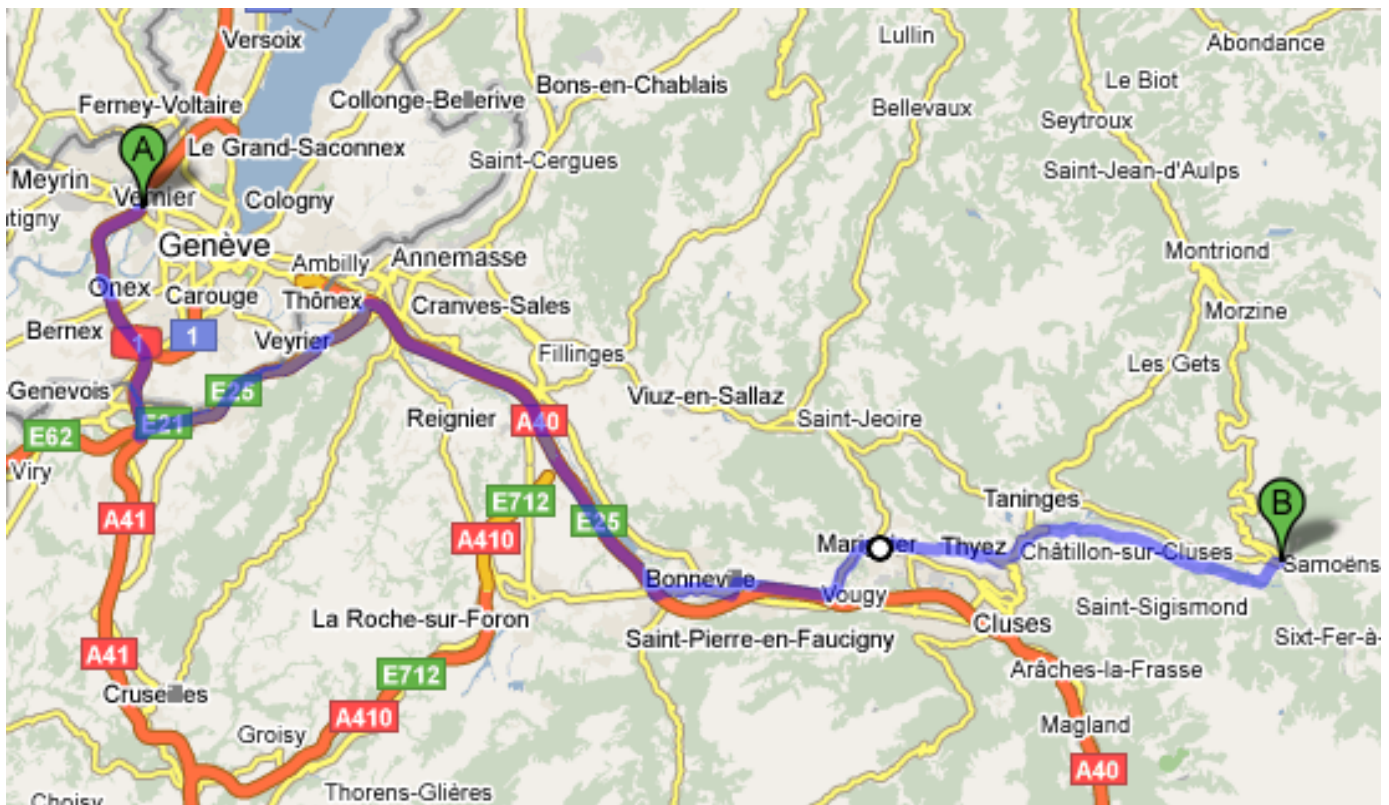 Versoix
Lullin
Abondance
Le Biot
Bons-en-Chablais
Ferney-Voltaire
Collonge-Bellerive
Bellevaux
Seytroux
A
Le Grand-Saconnex
Saint-Cergues
Saint-Jean-d'Aulps
Meyrin
Vernier
Cologny
tigny
Genève
Montriond
Ambilly
Annemasse
Onex
Carouge
Thônex
Cranves-Sales
Morzine
Bernex
1
1
Veyrier
Fillinges
Les Gets
-Genevois
E25
Viuz-en-Sallaz
E21
Reignier
A40
Saint-Jeoire
E62
Viry
E712
Taninges
B
A41
E25
A410
Thyez
Châtillon-sur-Cluses
Samoëns
Bonneville
Vougy
Saint-Sigismond
La Roche-sur-Foron
Cluses
Saint-Pierre-en-Faucigny
Sixt-Fer-à-
A41
E712
Arâches-la-Frasse
Cruseilles
A410
Magland
Groisy
A40
Thorens-Glières
Choisy